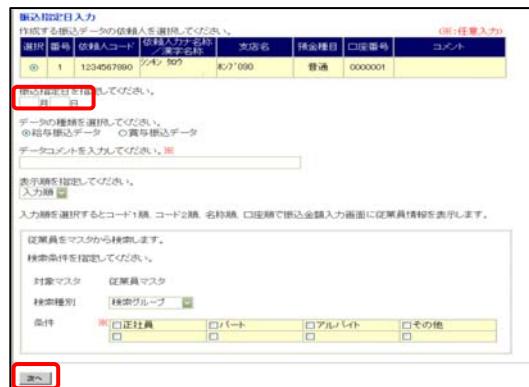 振込指定日入力
作成する振込データの依頼人を選択してください。 (※:任意入力)
選択 番号 依頼人コード 依頼人カナ名称/漢字名称 支店名 預金種目 口座番号 コメント
1 1234567890 シンキン タロウ ホンテン*090 普通 0000001
振込指定日を指定してください。
月 日
データの種類を選択してください。
給与振込データ 賞与振込データ
データコメントを入力してください。※
表示順を指定してください。
入力順
入力順を選択するとコード1順、コード2順、名称順、口座順で振込金額入力画面に従業員情報を表示します。
従業員をマスタから検索します。
検索条件を指定してください。
対象マスタ 従業員マスタ
検索種別 検索グループ
条件 ※ 正社員 パート アルバイト その他
次へ